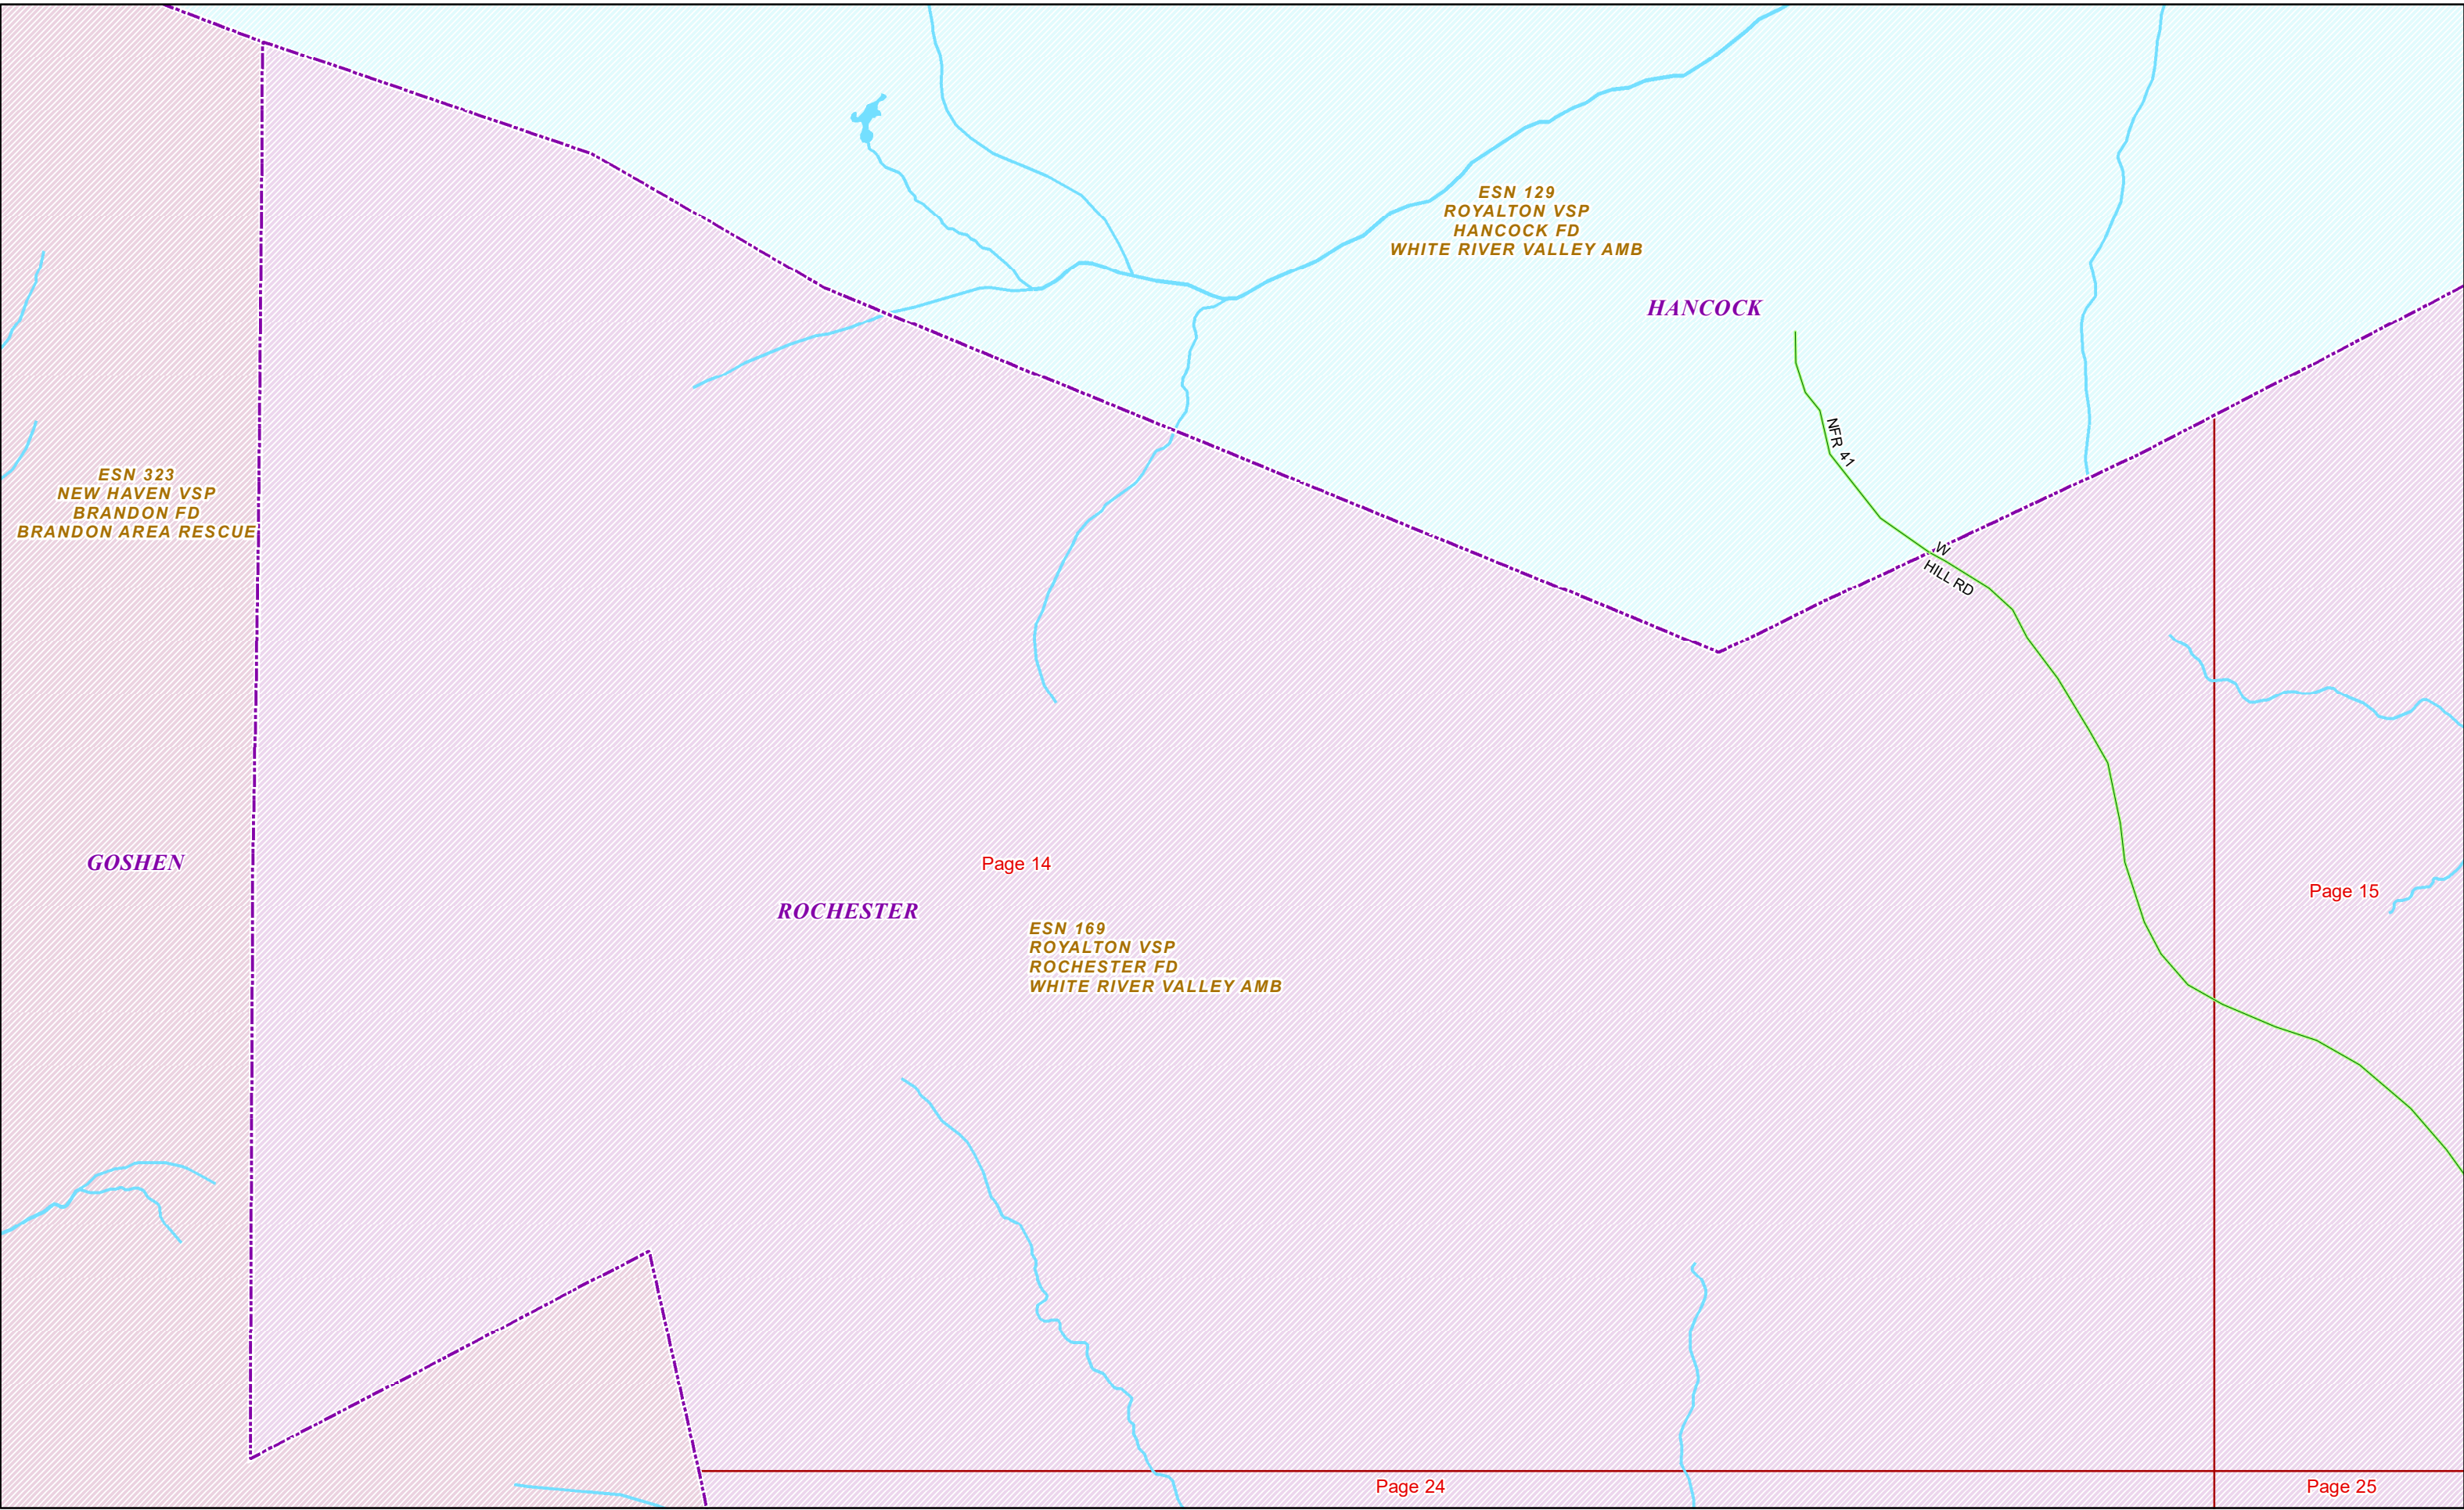 ESN 129
ROYALTON VSP
HANCOCK FD
WHITE RIVER VALLEY AMB
HANCOCK
NFR 41
ESN 323
NEW HAVEN VSP
BRANDON FD
BRANDON AREA RESCUE
W
HILL RD
GOSHEN
Page 14
Page 15
ROCHESTER
ESN 169
ROYALTON VSP
ROCHESTER FD
WHITE RIVER VALLEY AMB
Page 24
Page 25